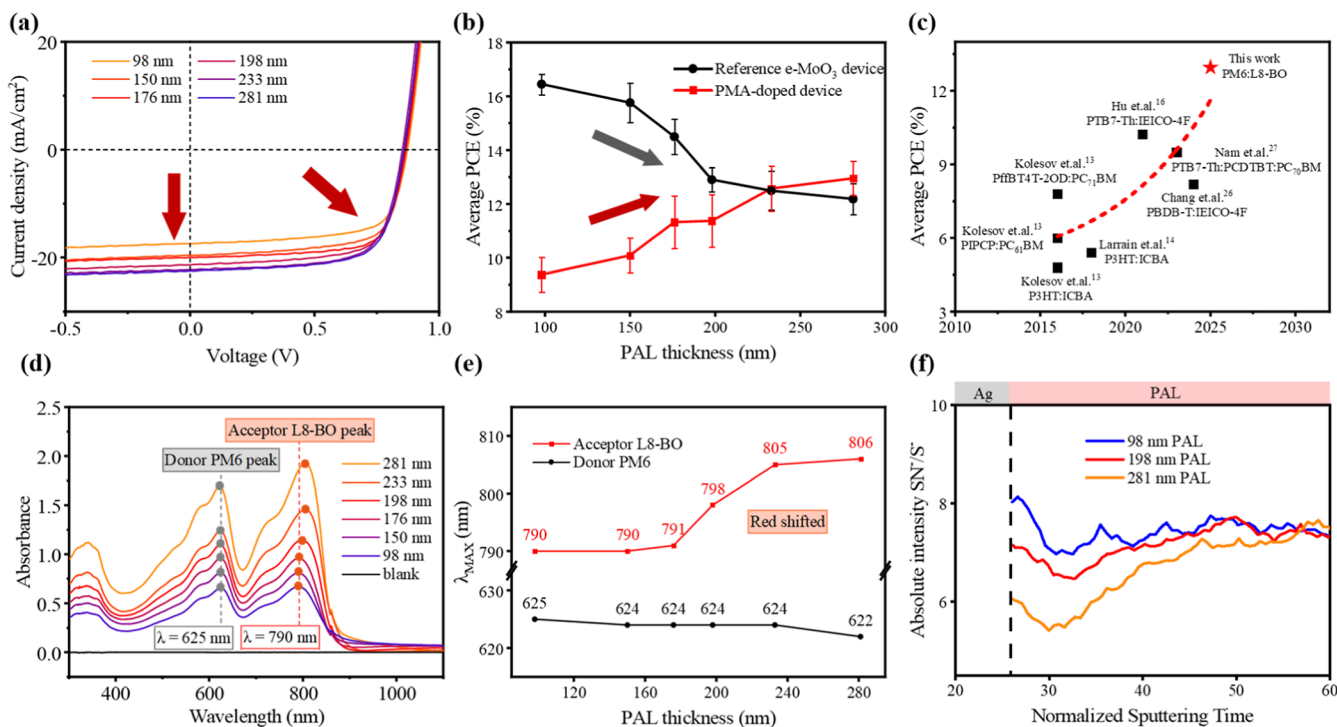 (a)
20
10
0
-10
-20
-0.5
0.0
0.5
1.0
Current density (mA/cm²)
Voltage (V)
98 nm
150 nm
176 nm
198 nm
233 nm
281 nm
(b)
18
16
14
12
10
8
6
4
100
150
200
250
300
Average PCE (%)
PAL thickness (nm)
Reference e-MoO₃ device
PMA-doped device
(c)
15
12
9
6
3
2010
2015
2020
2025
2030
Average PCE (%)
Year
This work
PM6:L8-BO
Hu et.al.¹⁶
PTB7-Th:IEICO-4F
Kolesov et.al.¹³
PffBT4T-2OD:PC₇₁BM
Nam et.al.²⁷
PTB7-Th:PCDTBT:PC₇₀BM
Chang et.al.²⁶
PBDB-T:IEICO-4F
Kolesov et.al.¹³
PIPCP:PC₆₁BM
Larrain et.al.¹⁴
P3HT:ICBA
Kolesov et.al.¹³
P3HT:ICBA
(d)
2.5
2.0
1.5
1.0
0.5
0.0
400
600
800
1000
Absorbance
Wavelength (nm)
Acceptor L8-BO peak
Donor PM6 peak
281 nm
233 nm
198 nm
176 nm
150 nm
98 nm
blank
λ = 625 nm
λ = 790 nm
(e)
810
800
790
630
620
120
160
200
240
280
λMAX (nm)
PAL thickness (nm)
Acceptor L8-BO
Donor PM6
790
790
791
798
805
806
Red shifted
625
624
624
624
624
622
(f)
Ag
PAL
10
8
6
20
30
40
50
60
Absolute intensity SN⁻/S⁻
Normalized Sputtering Time
98 nm PAL
198 nm PAL
281 nm PAL